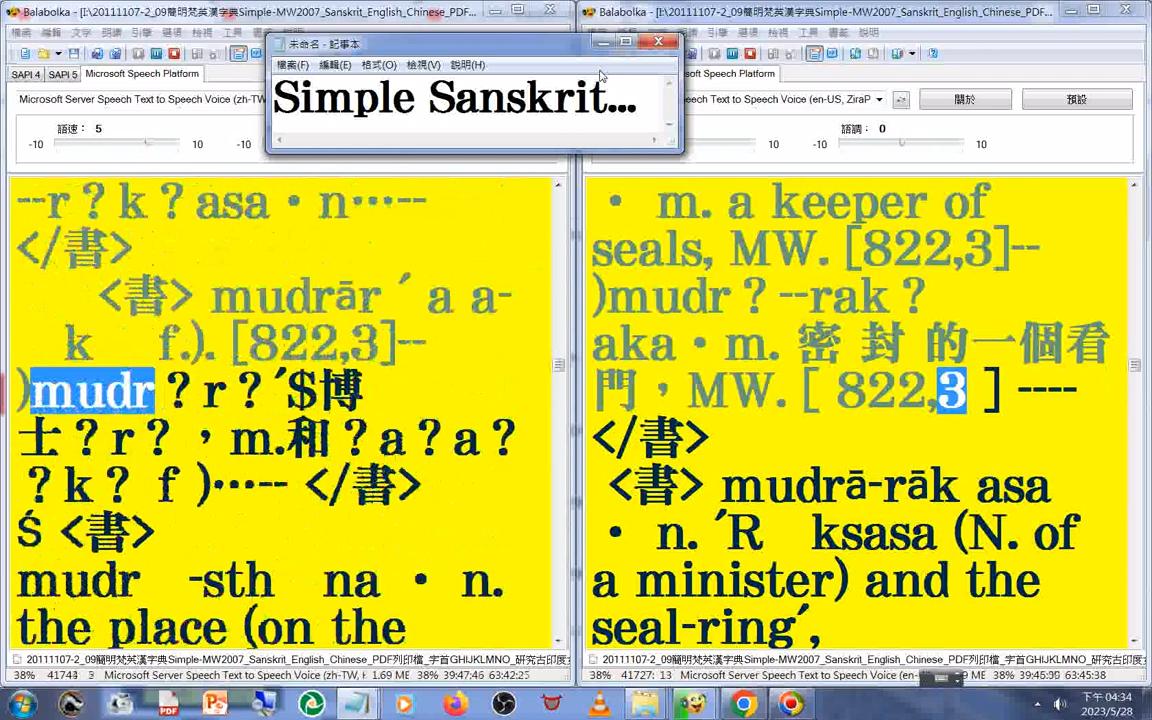 Balabolka - [I:\20111107-2_09簡明梵英漢字典Simple-MW2007_Sanskrit_English_Chinese_PDF...
Balabolka - [I:\20111107-2_09簡明梵英漢字典Simple-MW2007_Sanskrit_English_Chinese_PDF...
未命名 - 記事本
檔案(F) 編輯(E) 格式(O) 檢視(V) 說明(H)
Simple Sanskrit...
SAPI 4 SAPI 5 Microsoft Speech Platform
Speech Platform
Microsoft Server Speech Text to Speech Voice (zh-TW,
eech Text to Speech Voice (en-US, ZiraP
關於
預設
語速： 5
-10 10 -10
語調： 0
10 -10 10
--r？k？asa•n…--
</書>
<書> mudrār ´ a a-
k f.). [822,3]--
)mudr？r？´$博
士？r？，m.和？a？a？
？k？ f )…-- </書>
Ś <書>
mudr -sth na • n.
the place (on the
• m. a keeper of
seals, MW. [822,3]--
)mudr？--rak？
aka•m. 密 封 的一個看
門，MW. [ 822,3 ] ----
</書>
<書> mudrā-rāk asa
• n. ´R ksasa (N. of
a minister) and the
seal-ring´,
20111107-2_09簡明梵英漢字典Simple-MW2007_Sanskrit_English_Chinese_PDF列印檔_字首GHIJKLMNO_研究古印度
20111107-2_09簡明梵英漢字典Simple-MW2007_Sanskrit_English_Chinese_PDF列印檔_字首GHIJKLMNO_研究古印度
38% 41744: 3 Microsoft Server Speech Text to Speech Voice (zh-TW, 1.69 MB 38% 39:47:46 63:42:25
38% 41727: 13 Microsoft Server Speech Text to Speech Voice 38% 39:45:39 63:45:38
下午 04:34
2023/5/28